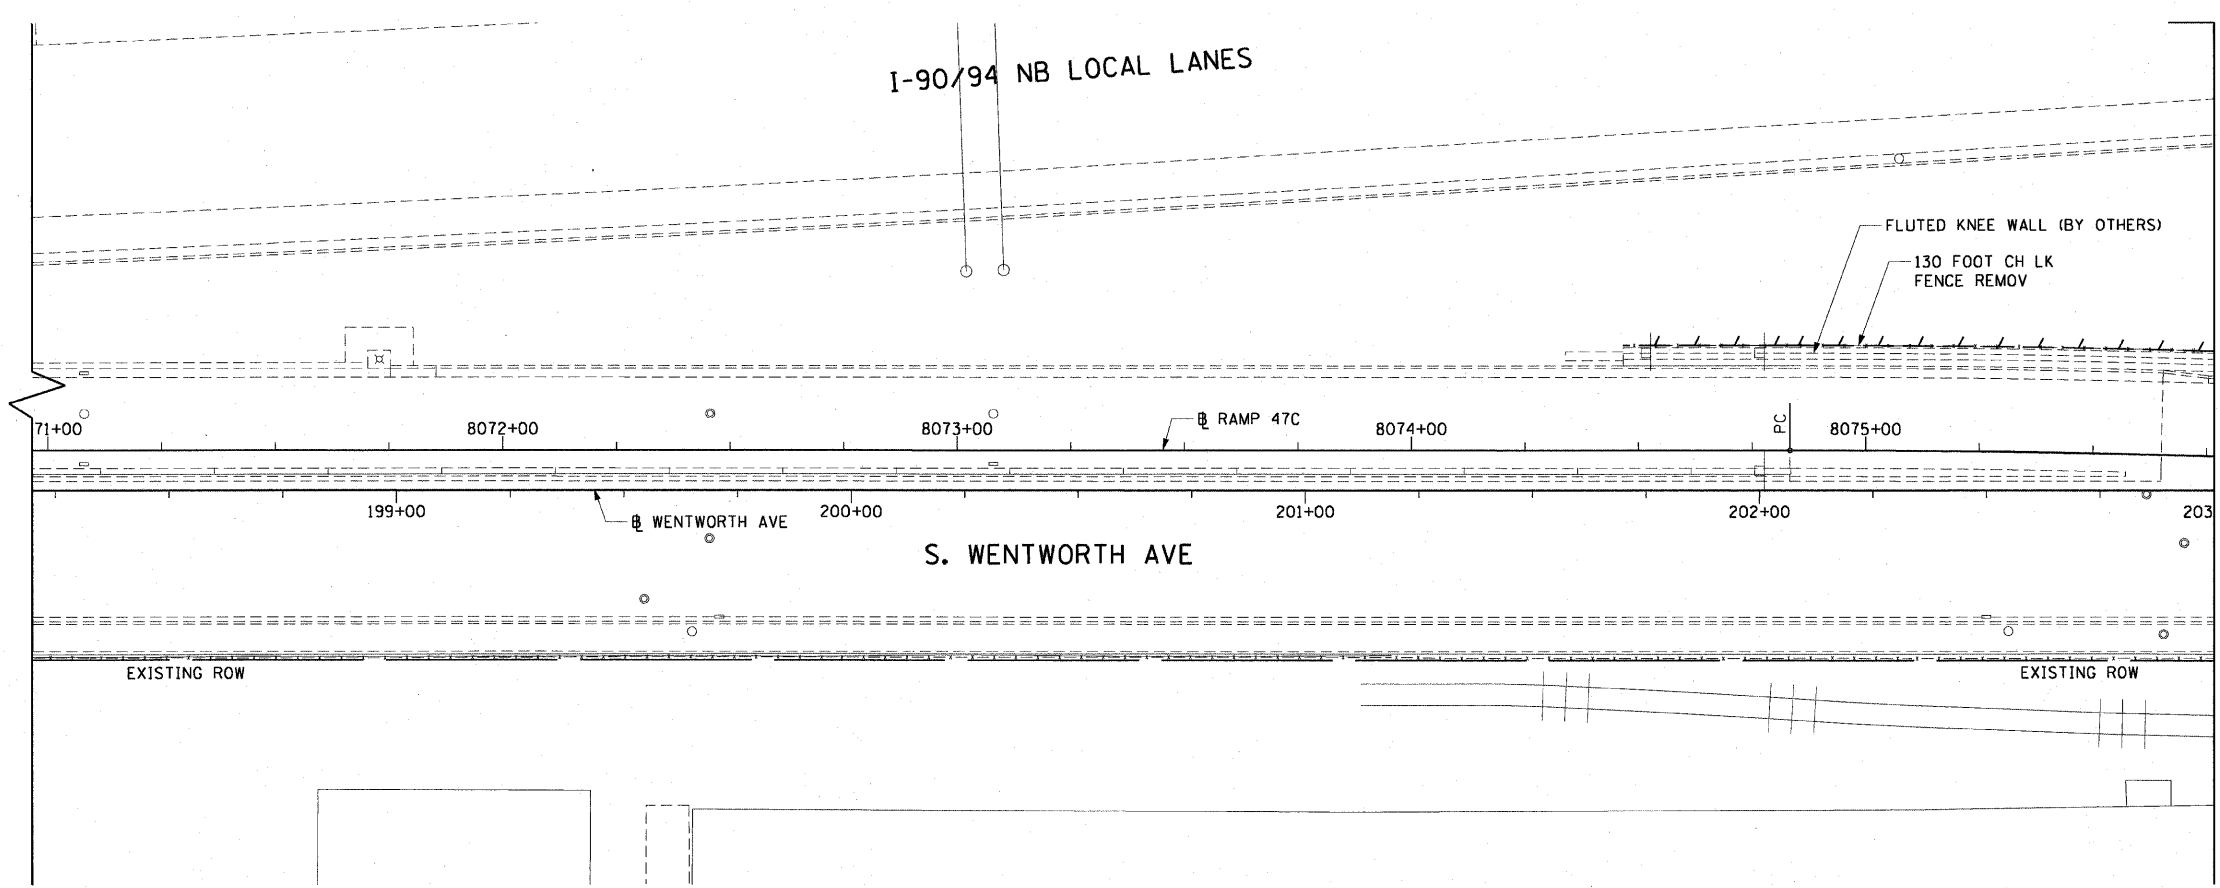 I-90/94 NB LOCAL LANES
FLUTED KNEE WALL (BY OTHERS)
130 FOOT CH LK
FENCE REMOV
71+00
8072+00
8073+00
℄ RAMP 47C
8074+00
PC
8075+00
199+00
℄ WENTWORTH AVE
200+00
201+00
202+00
203
S. WENTWORTH AVE
EXISTING ROW
EXISTING ROW